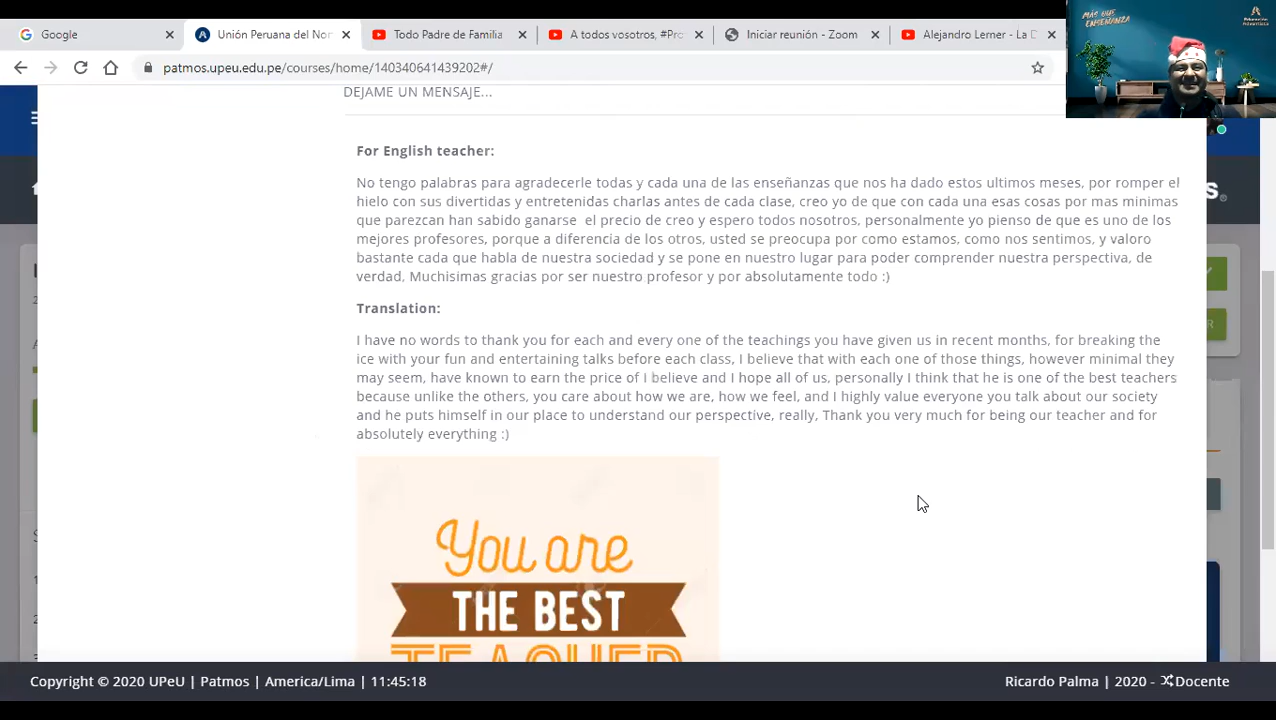 Google
Unión Peruana del Nor
Todo Padre de Familia
A todos vosotros, #Pro
Iniciar reunión - Zoom
Alejandro Lerner - La D
MÁS QUE
ENSEÑANZA
patmos.upeu.edu.pe/courses/home/140340641439202#/
DEJAME UN MENSAJE...
For English teacher:
No tengo palabras para agradecerle todas y cada una de las enseñanzas que nos ha dado estos ultimos meses, por romper el
hielo con sus divertidas y entretenidas charlas antes de cada clase, creo yo de que con cada una esas cosas por mas minimas
que parezcan han sabido ganarse el precio de creo y espero todos nosotros, personalmente yo pienso de que es uno de los
mejores profesores, porque a diferencia de los otros, usted se preocupa por como estamos, como nos sentimos, y valoro
bastante cada que habla de nuestra sociedad y se pone en nuestro lugar para poder comprender nuestra perspectiva, de
verdad, Muchisimas gracias por ser nuestro profesor y por absolutamente todo :)
Translation:
I have no words to thank you for each and every one of the teachings you have given us in recent months, for breaking the
ice with your fun and entertaining talks before each class, I believe that with each one of those things, however minimal they
may seem, have known to earn the price of I believe and I hope all of us, personally I think that he is one of the best teachers
because unlike the others, you care about how we are, how we feel, and I highly value everyone you talk about our society
and he puts himself in our place to understand our perspective, really, Thank you very much for being our teacher and for
absolutely everything :)
You are
THE BEST
TEACHER
Copyright © 2020 UPeU | Patmos | America/Lima | 11:45:18
Ricardo Palma | 2020 - Docente